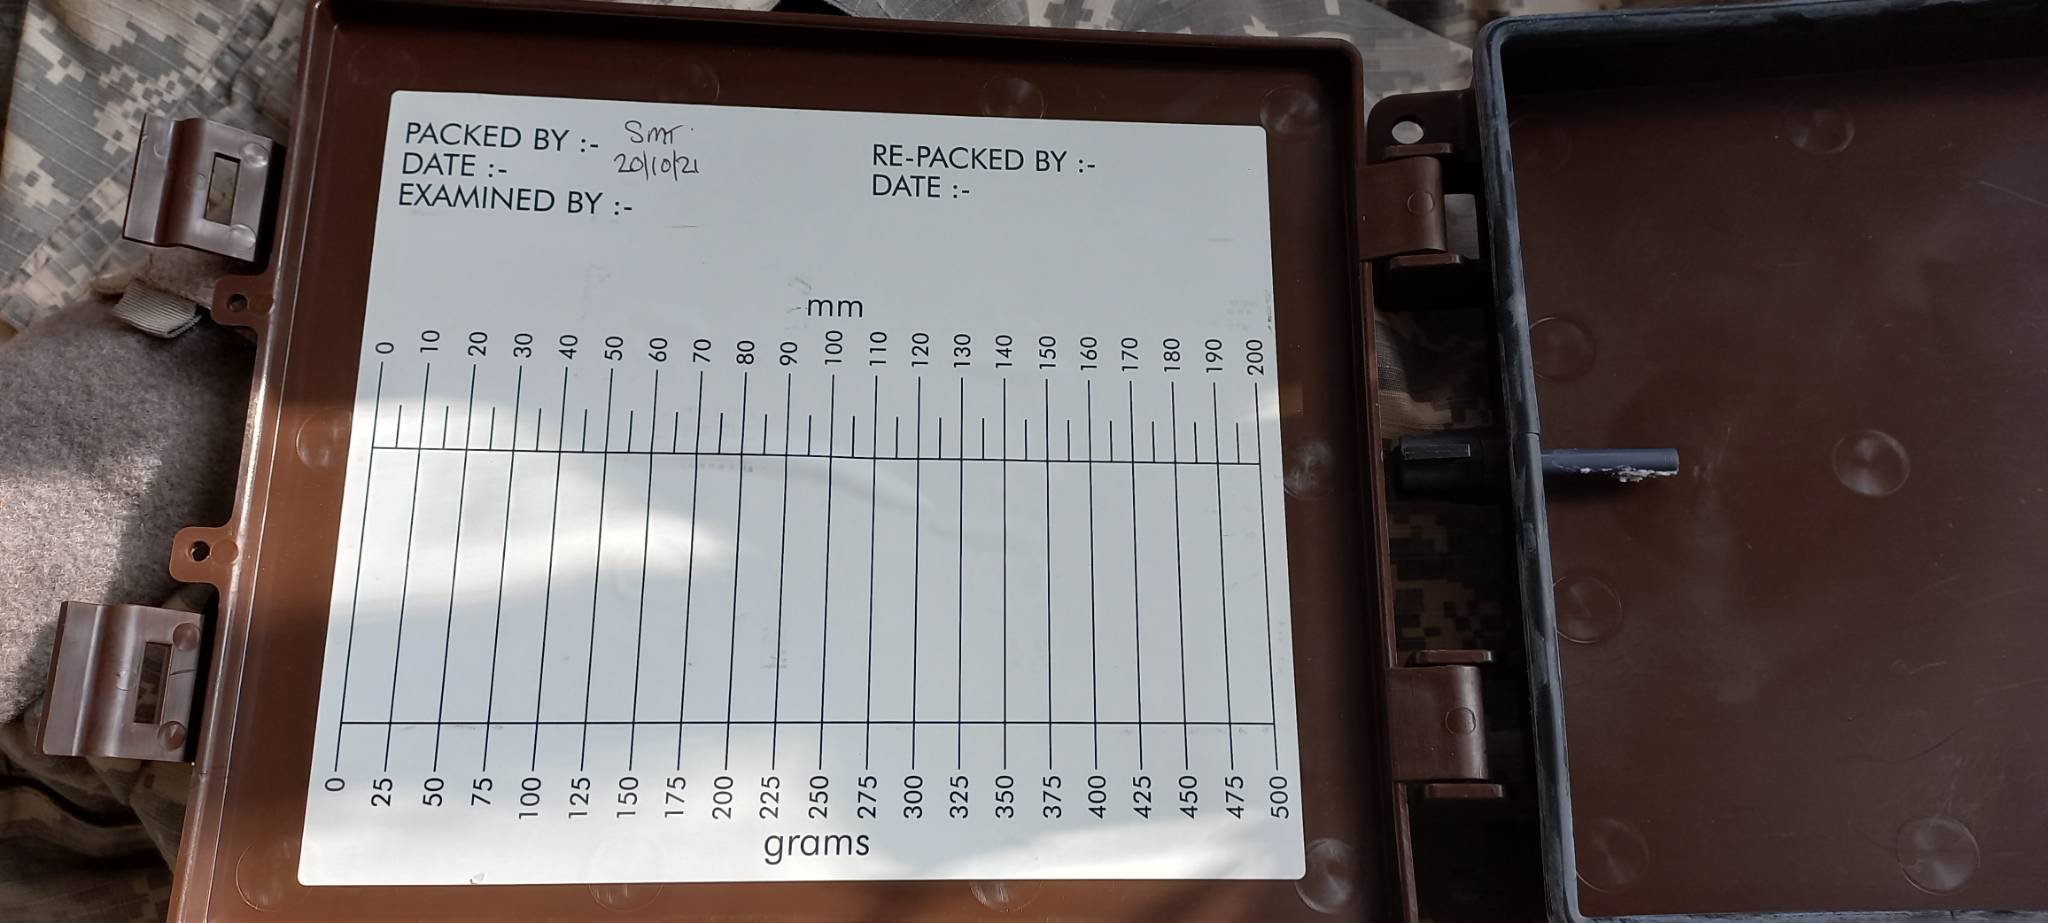 PACKED BY :- Smt.
DATE :- 20/10/21
EXAMINED BY :-
RE-PACKED BY :-
DATE :-
mm
0 10 20 30 40 50 60 70 80 90 100 110 120 130 140 150 160 170 180 190 200
0 25 50 75 100 125 150 175 200 225 250 275 300 325 350 375 400 425 450 475 500
grams